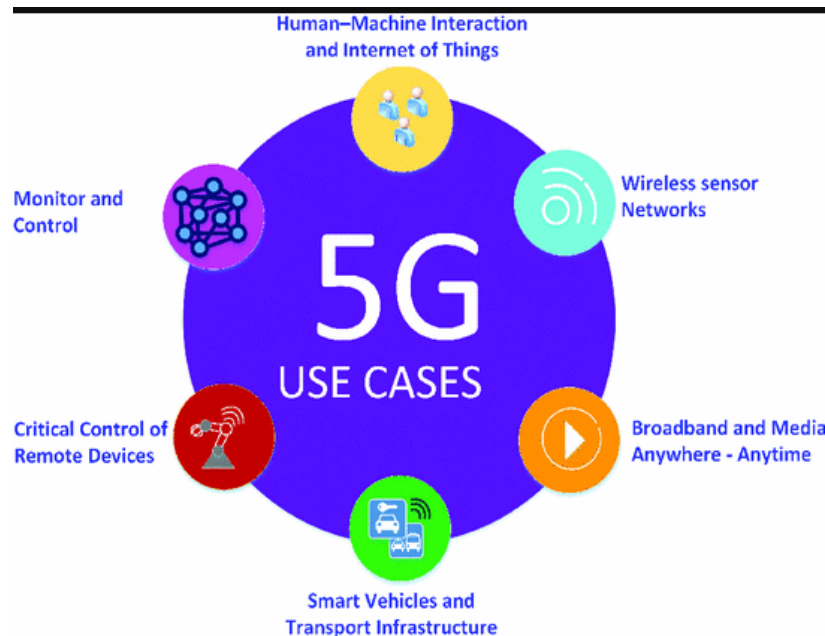 Human–Machine Interaction
and Internet of Things
Monitor and
Control
Wireless sensor
Networks
5G
USE CASES
Critical Control of
Remote Devices
Broadband and Media
Anywhere - Anytime
Smart Vehicles and
Transport Infrastructure